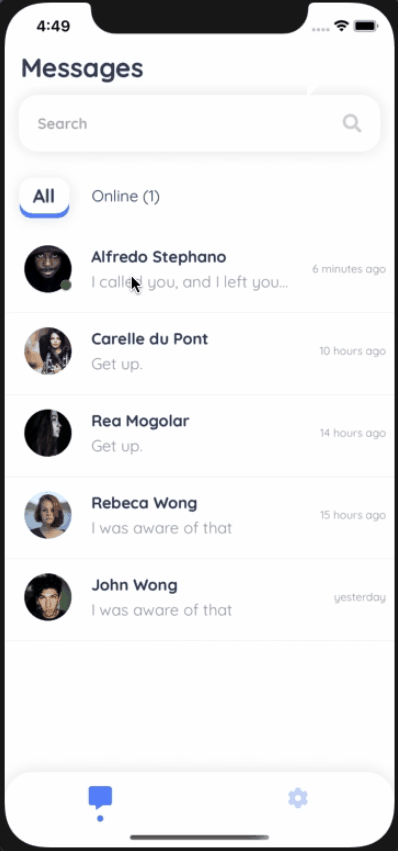 4:49
Messages
Search
All
Online (1)
Alfredo Stephano
I called you, and I left you...
6 minutes ago
Carelle du Pont
Get up.
10 hours ago
Rea Mogolar
Get up.
14 hours ago
Rebeca Wong
I was aware of that
15 hours ago
John Wong
I was aware of that
yesterday